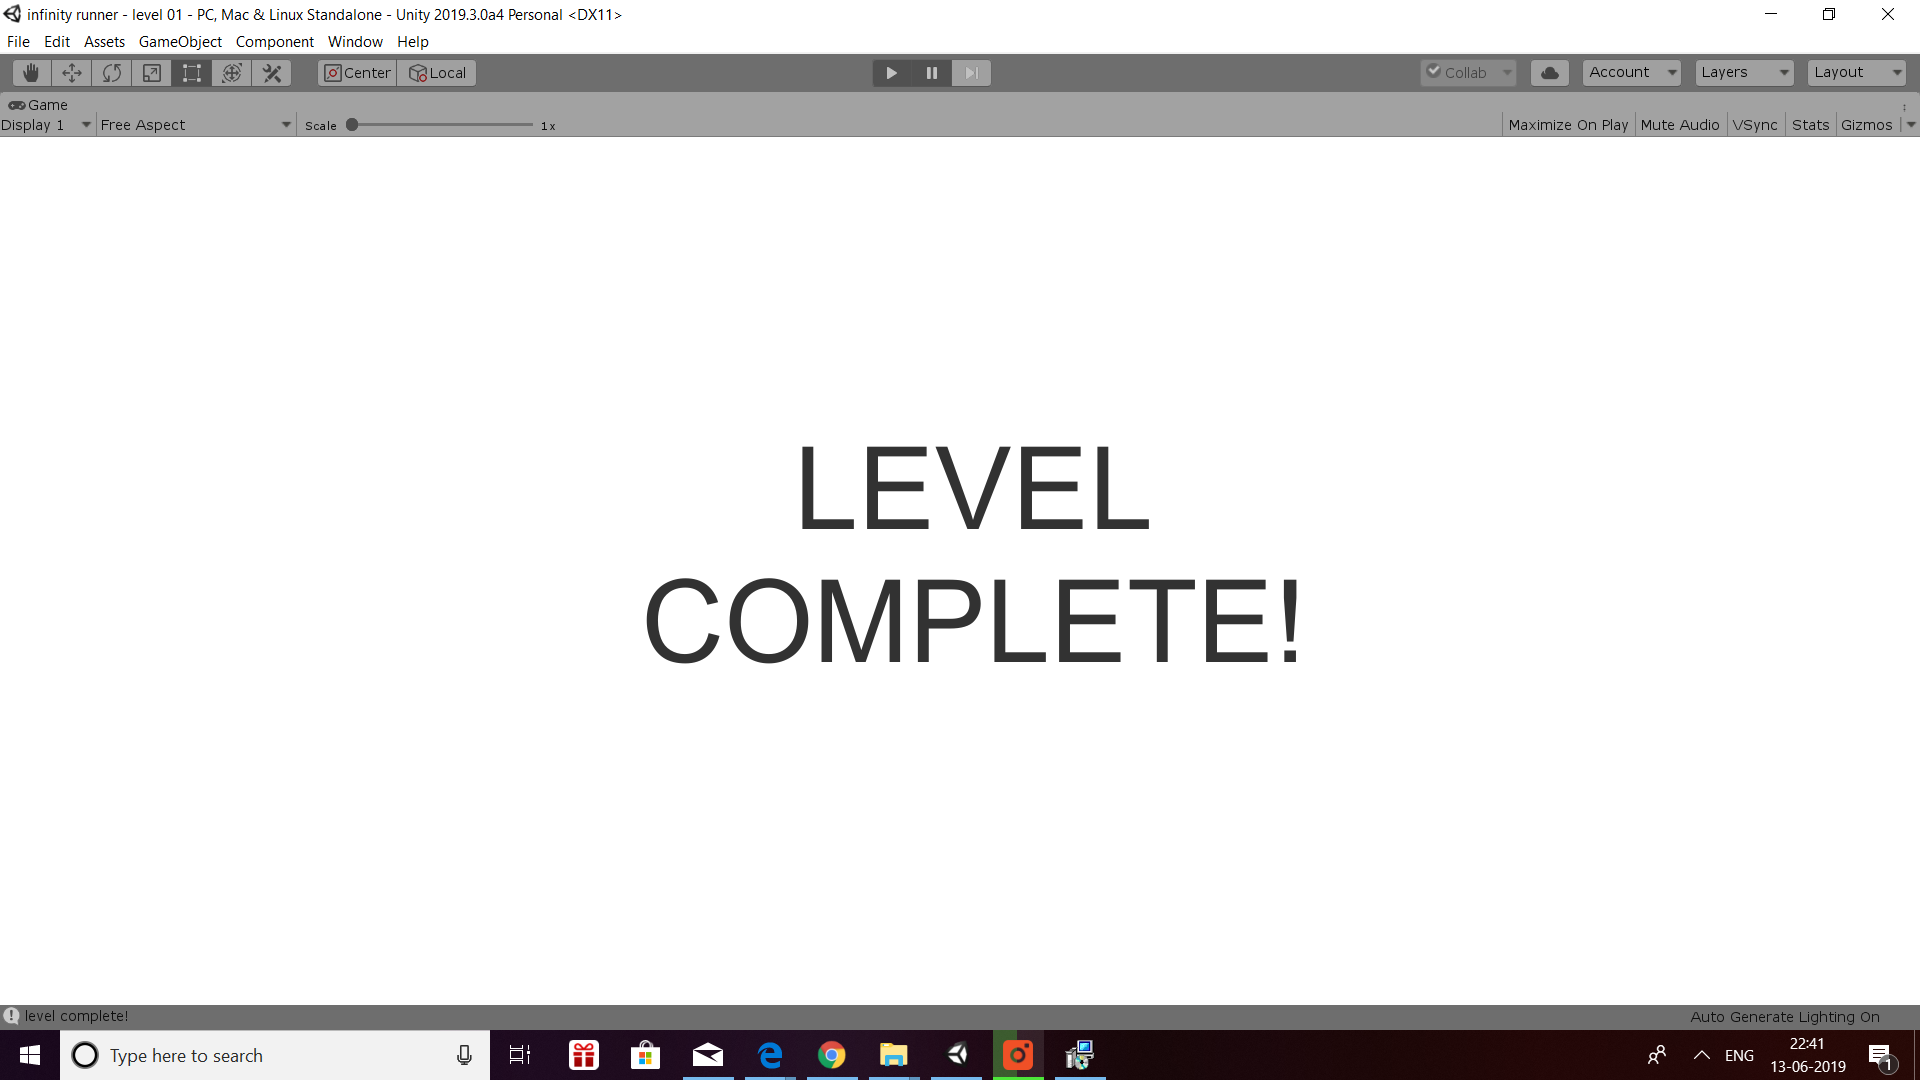 infinity runner - level 01 - PC, Mac & Linux Standalone - Unity 2019.3.0a4 Personal <DX11>
File Edit Assets GameObject Component Window Help
Center Local Collab Account Layers Layout
Game
Display 1 Free Aspect Scale 1x Maximize On Play Mute Audio VSync Stats Gizmos
LEVEL
COMPLETE!
level complete!
Auto Generate Lighting On
Type here to search
ENG
22:41
13-06-2019
1